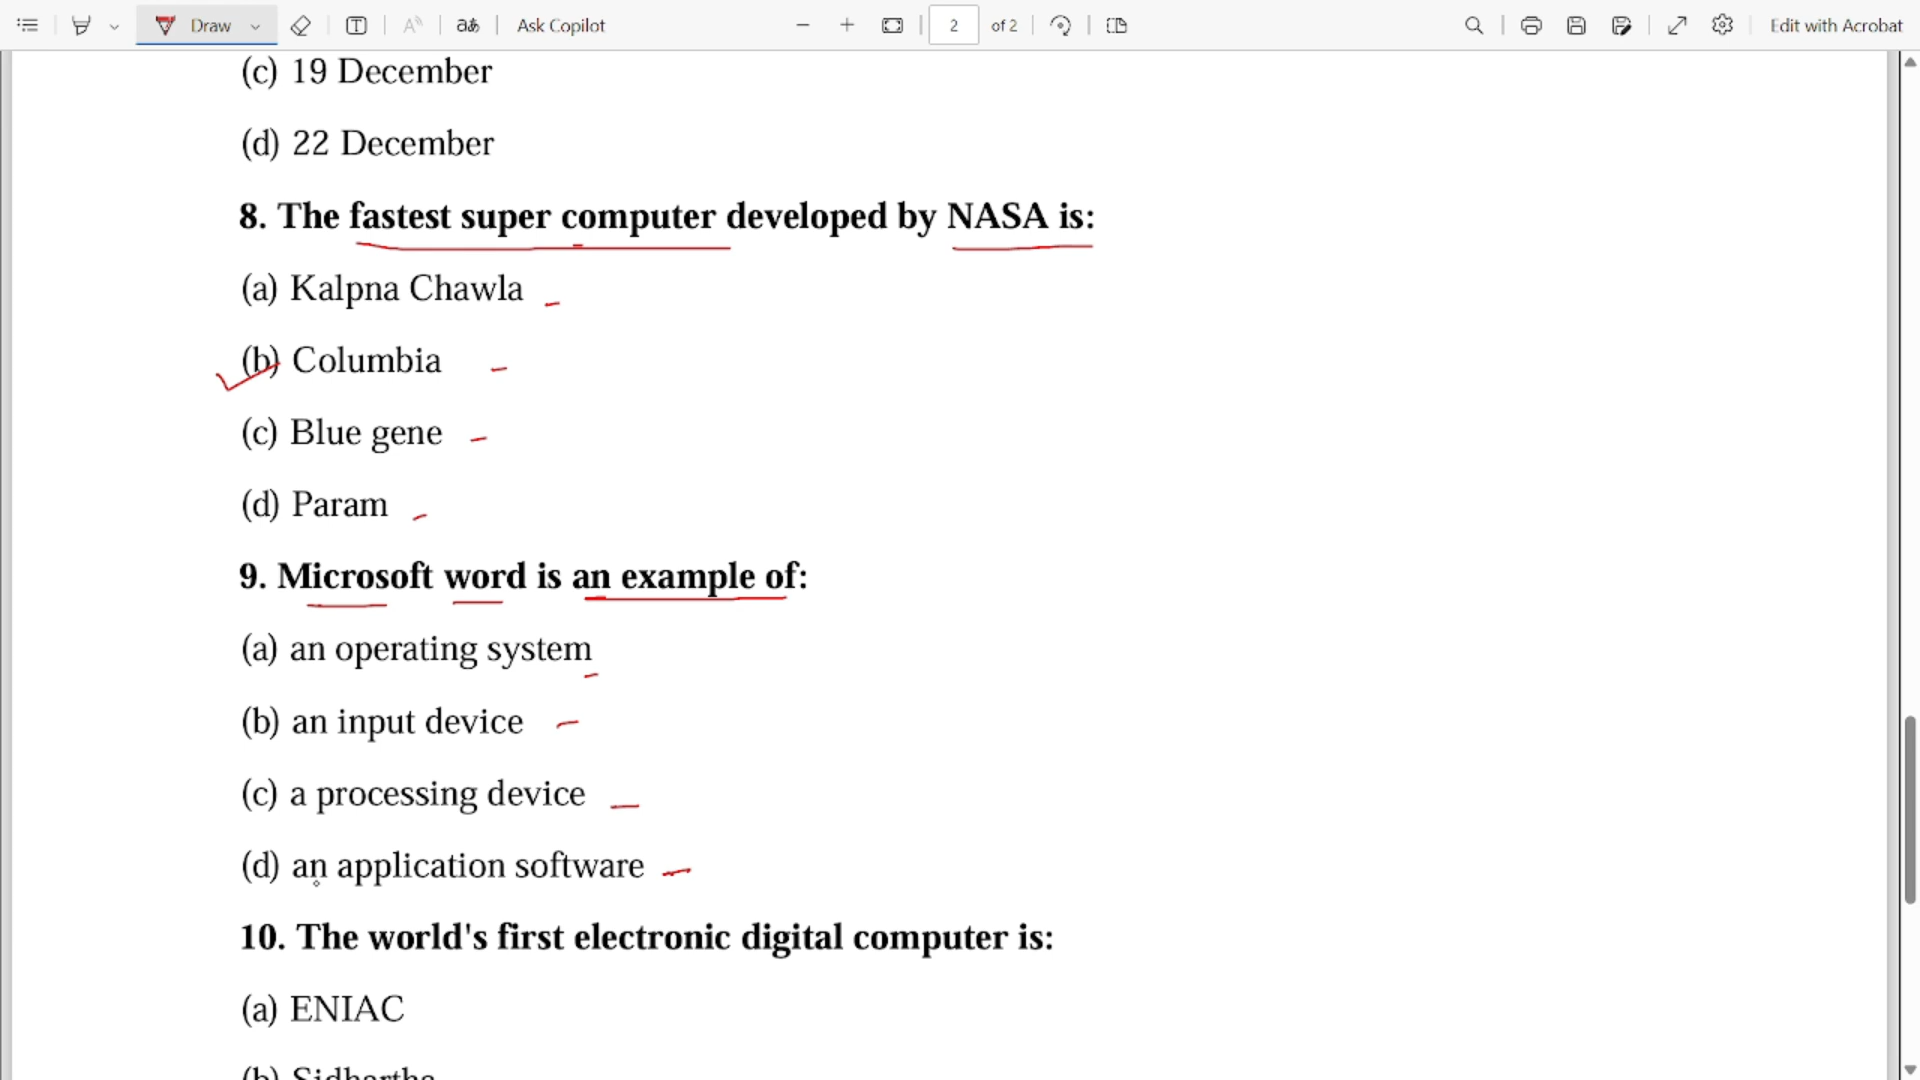 Draw
Ask Copilot
2 of 2
Edit with Acrobat
(c) 19 December
(d) 22 December
8. The fastest super computer developed by NASA is:
(a) Kalpna Chawla
(b) Columbia
(c) Blue gene
(d) Param
9. Microsoft word is an example of:
(a) an operating system
(b) an input device
(c) a processing device
(d) an application software
10. The world's first electronic digital computer is:
(a) ENIAC
(b) Sidhartha